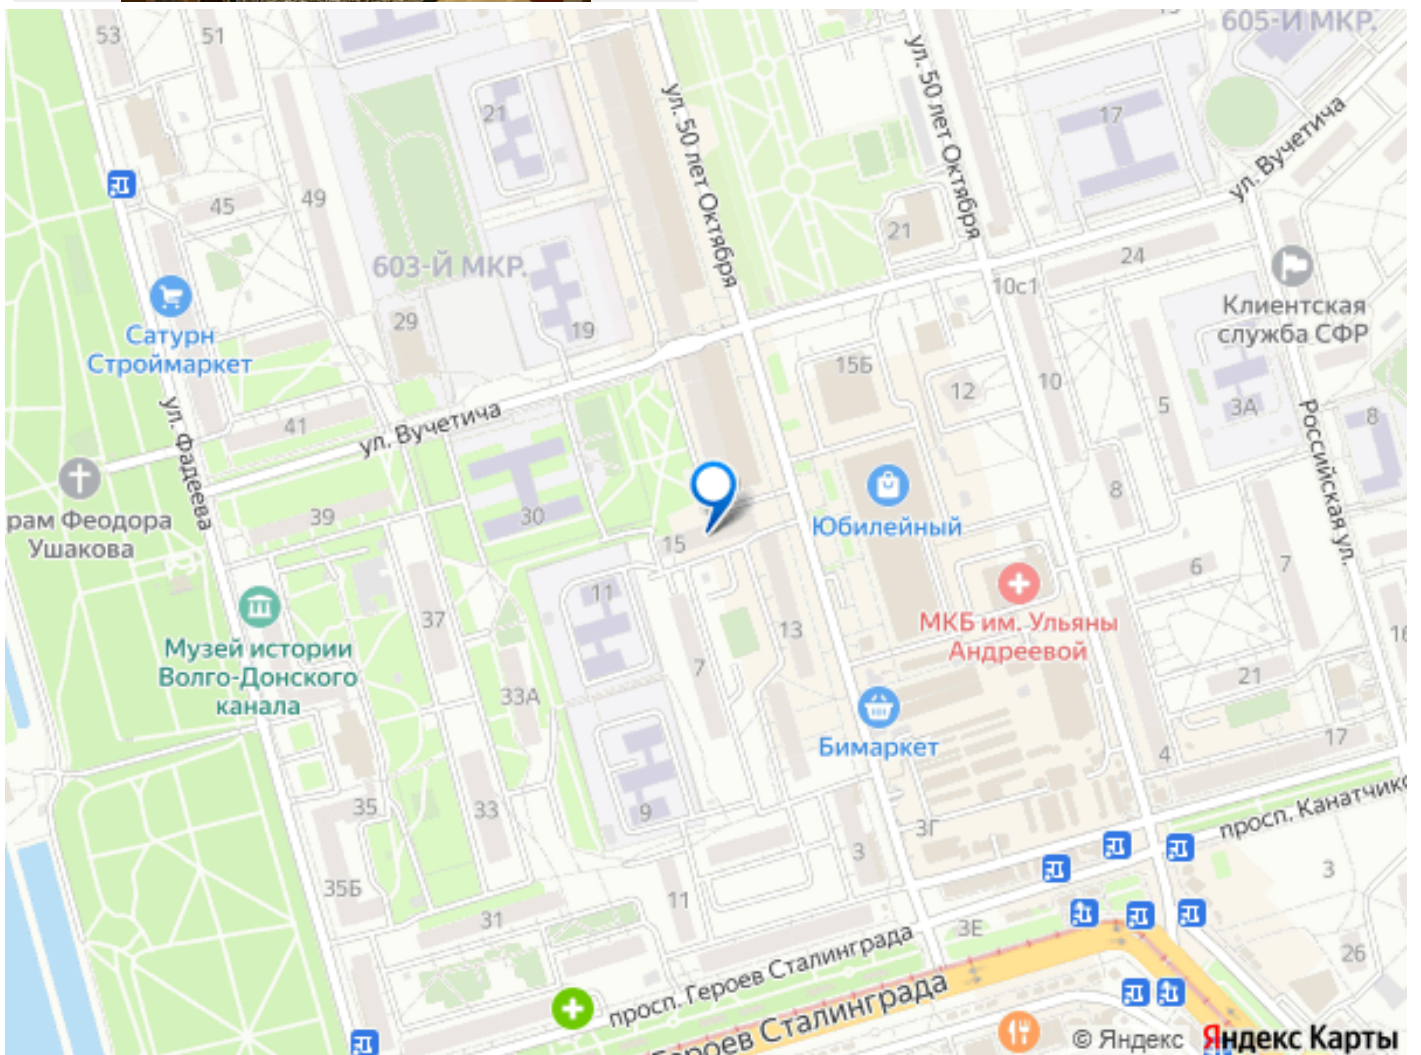 53
51
605-Й МКР.
21
ул. 50 лет Октября
ул. 50 лет Октября
17
ул. Вучетича
45
49
603-Й МКР.
21
24
10с1
Клиентская
служба СФР
Сатурн
Строймаркет
29
19
15Б
12
10
5
3А
8
41
ул. Вучетича
ул. Фадеева
Российская ул.
рам Феодора
Ушакова
39
30
15
Юбилейный
8
6
7
11
МКБ им. Ульяны
Андреевой
37
13
16
Музей истории
Волго-Донского
канала
33А
7
21
Бимаркет
17
4
35
33
9
3Г
просп. Канатчико
3
3
35Б
31
11
3Е
26
просп. Героев Сталинграда
Героев Сталинграда
© Яндекс Яндекс Карты